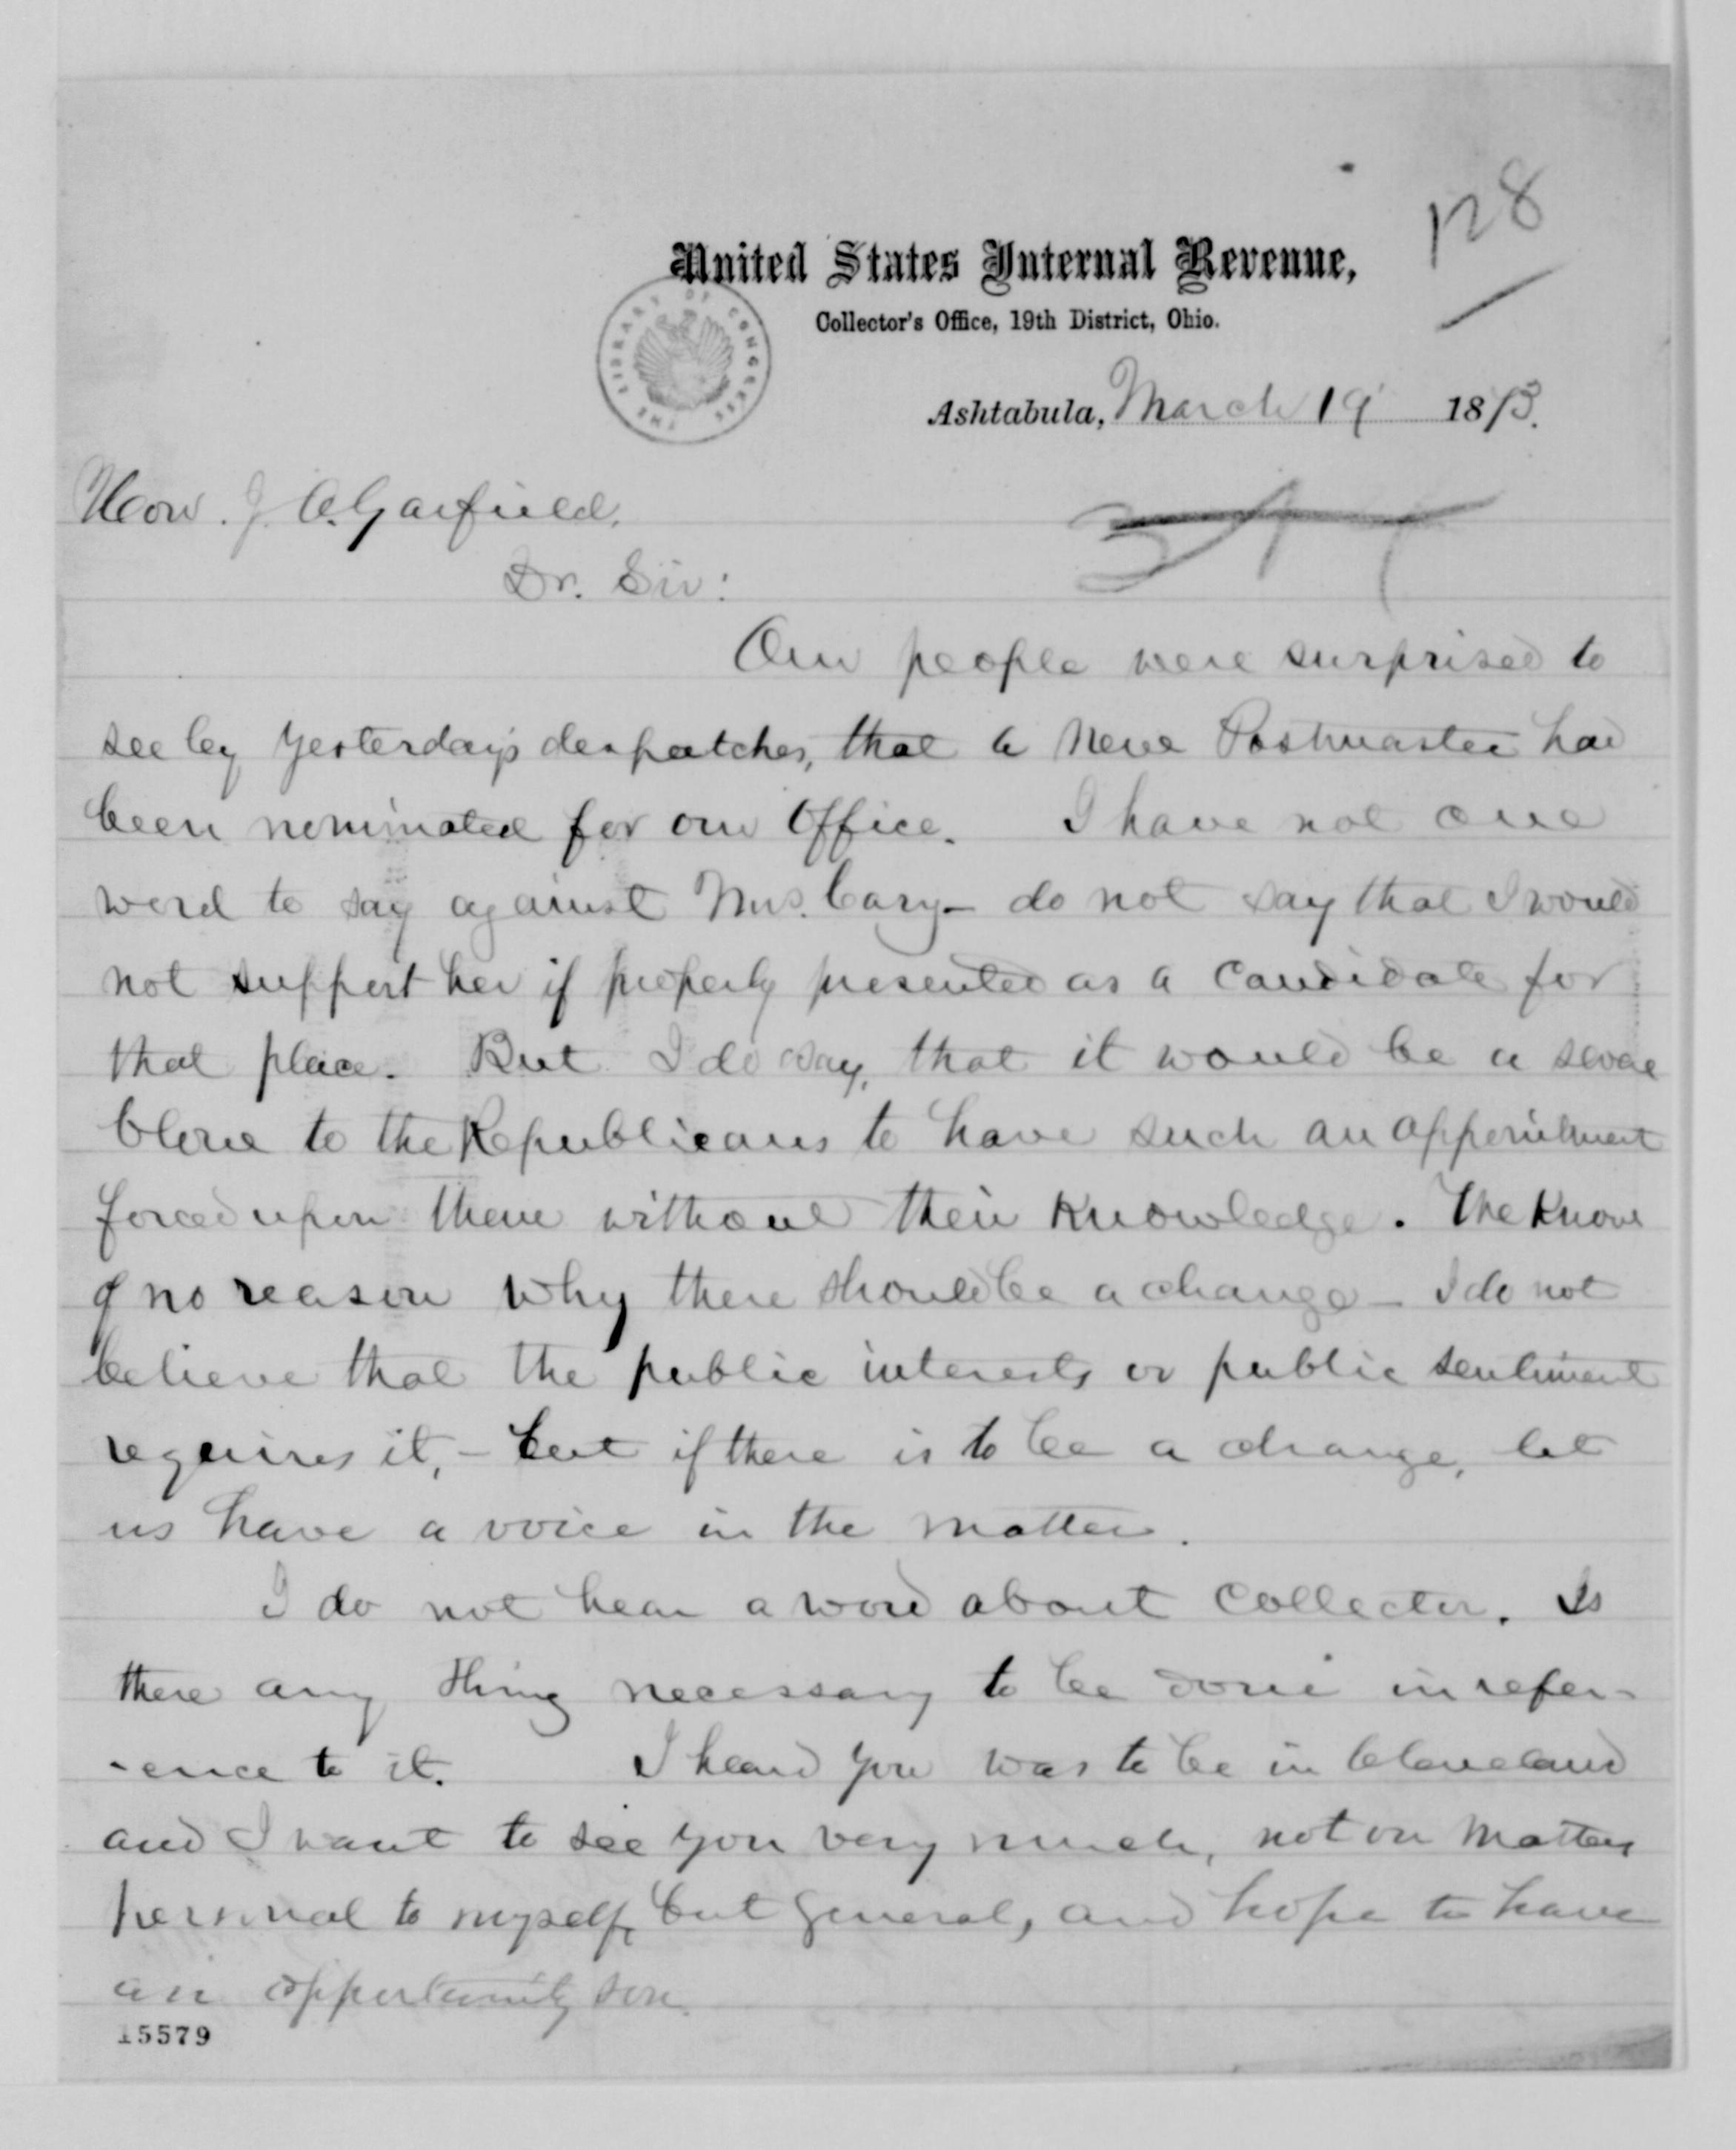 128
United States Internal Revenue,
Collector's Office, 19th District, Ohio.
THE LIBRARY OF CONGRESS
Ashtabula, March 19 1873.
Hon. J. A. Garfield.
Dr. Sir:
Our people were surprised to
see by yesterday's despatches, that a new Postmaster had
been nominated for our office. I have not one
word to say against Mrs. Cary - do not say that I would
not support her if properly presented as a candidate for
that place. But I do say, that it would be a severe
blow to the Republicans to have such an appointment
forced upon them without their knowledge. We know
of no reason why there should be a change - I do not
believe that the public interests or public sentiment
requires it, - but if there is to be a change, let
us have a voice in the matter.
I do not hear a word about Collector. Is
there any thing necessary to be done in refer-
-ence to it. I heard you was to be in Cleveland
and I want to see you very much, not on matters
personal to myself, but general, and hope to have
an opportunity soon.
15579